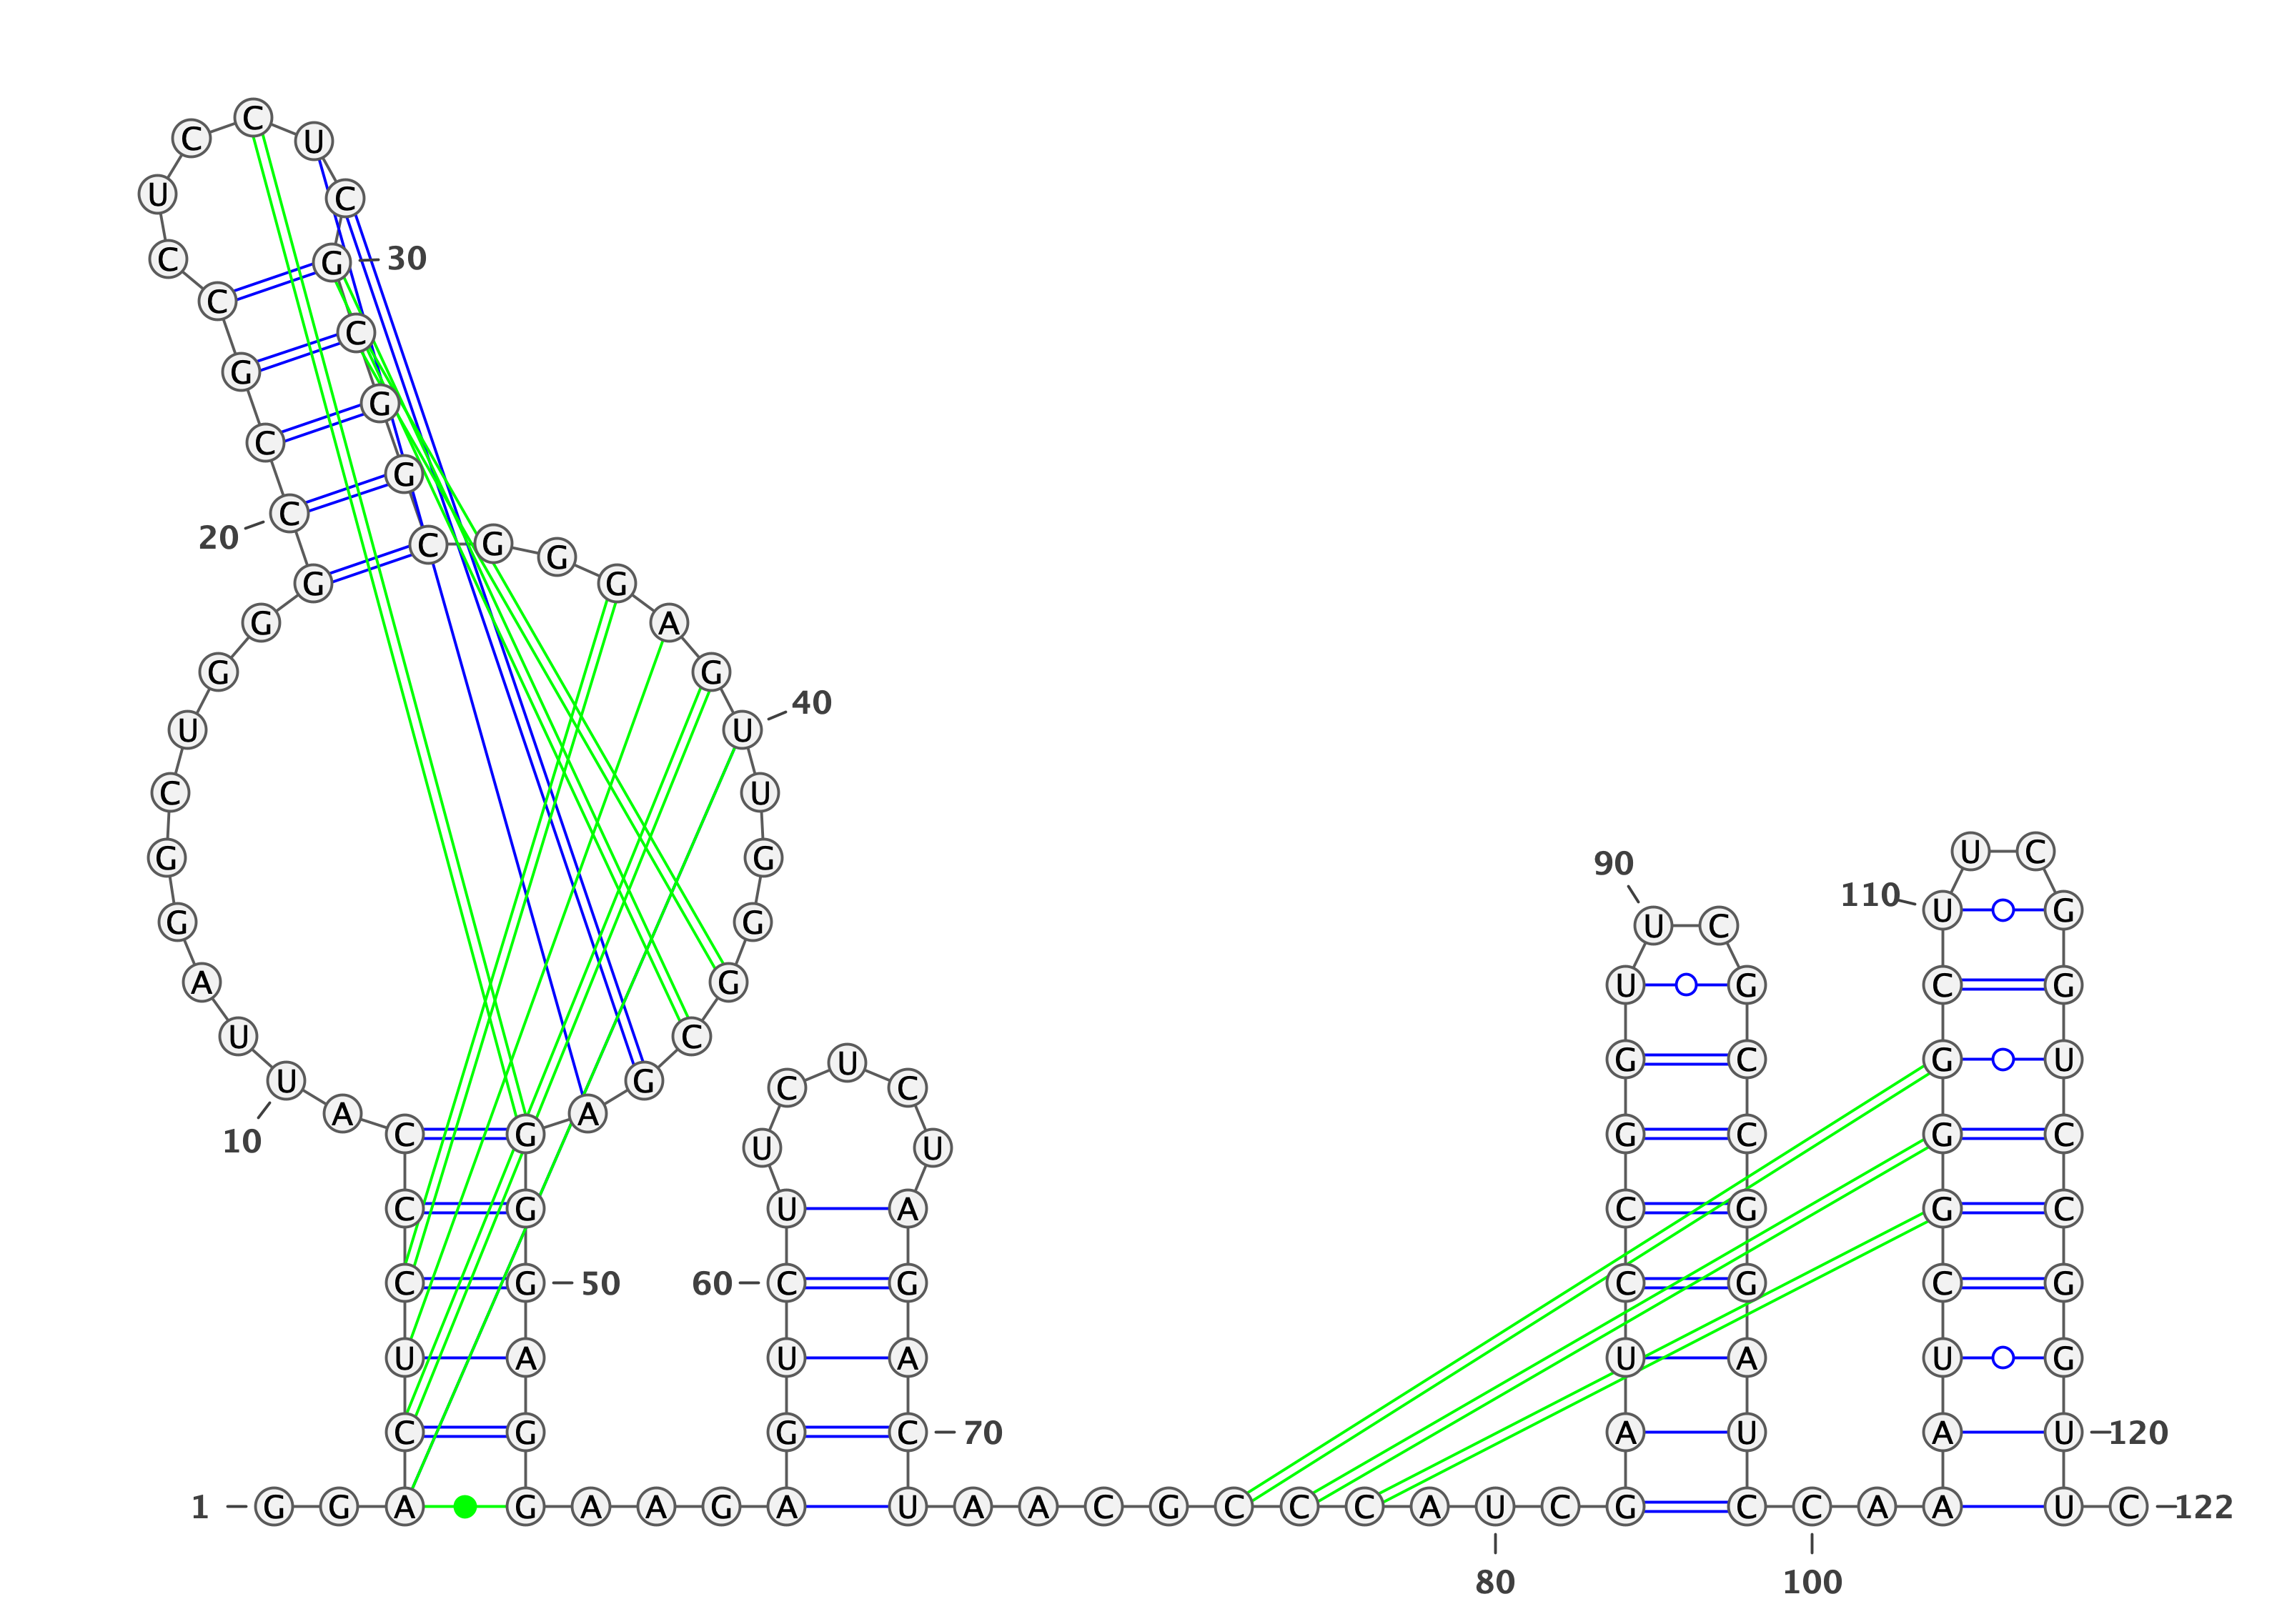 C
C U
U C
C G 30
C
C
G
G
C
G
C
20
C G
G
G G
G A
G G
40
U U
C U
U C
G G
90
110
U G
G G
U C
A G U G C G
U C
G C G U
U
U G
C C
A A
C G G C G C
10
U U
C G U A C G G C
C G 50 60 C G C G C G
U A U A U A U G
C G G C 70 A U A U 120
1 G G A G A A G A U A A C G C C C A U C G C C A A U C 122
80 100